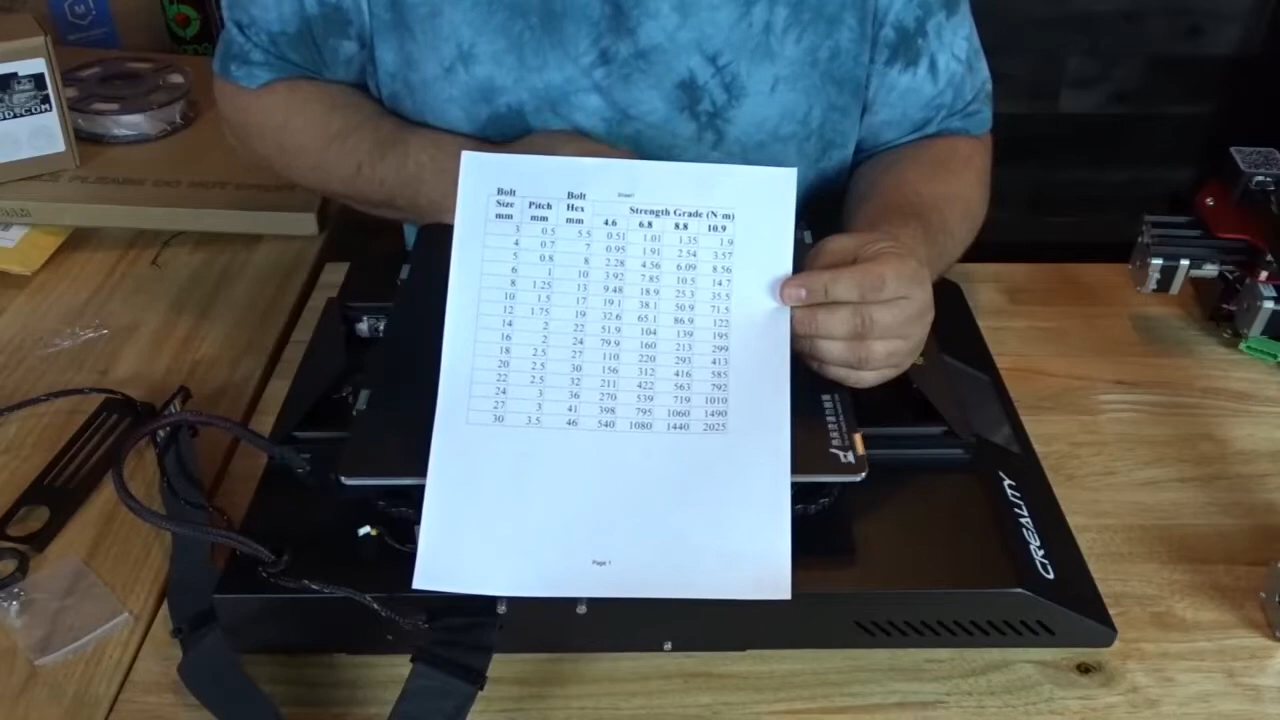 3D.COM
PLEASE DO NOT
Sheet1
Bolt Size mm Pitch mm Bolt Hex mm Strength Grade (N·m)
4.6 6.8 8.8 10.9
3 0.5 5.5 0.51 1.01 1.35 1.9
4 0.7 7 0.95 1.91 2.54 3.57
5 0.8 8 2.28 4.56 6.09 8.56
6 1 10 3.92 7.85 10.5 14.7
8 1.25 13 9.48 18.9 25.3 35.5
10 1.5 17 19.1 38.1 50.9 71.5
12 1.75 19 32.6 65.1 86.9 122
14 2 22 51.9 104 139 195
16 2 24 79.9 160 213 299
18 2.5 27 110 220 293 413
20 2.5 30 156 312 416 585
22 2.5 32 211 422 563 792
24 3 36 270 539 719 1010
27 3 41 398 795 1060 1490
30 3.5 46 540 1080 1440 2025
Page 1
CREALITY